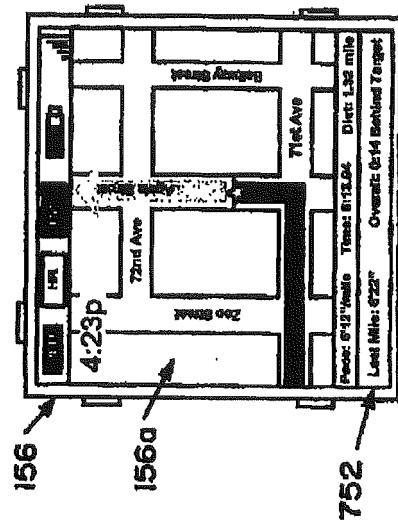 156
4:23p
72nd Ave
Street
156a
Zoo Street
71st Ave
Pace: 6'12"/mile Time: 8:13.04 Dist: 1.32 mile
Last Mile: 6'22" Overall: 0:14 Behind Target
752